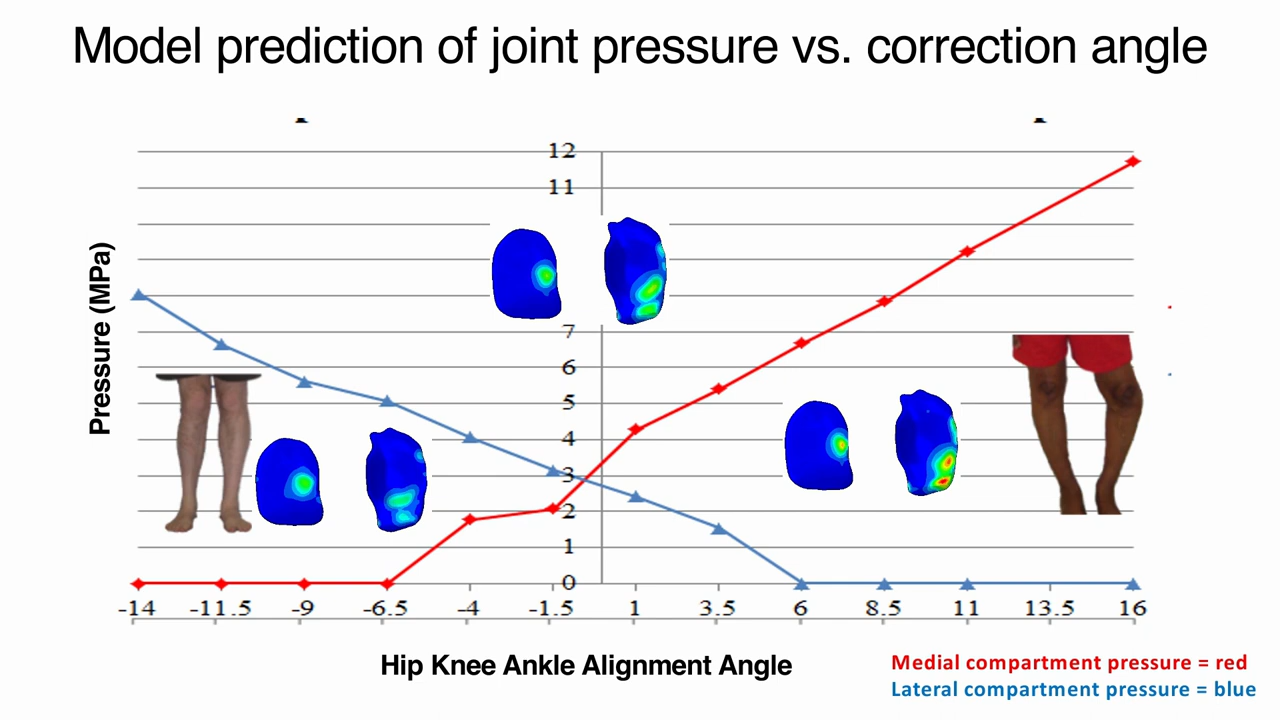 Model prediction of joint pressure vs. correction angle
12
11
7
6
5
4
3
2
1
0
Pressure (MPa)
-14 -11.5 -9 -6.5 -4 -1.5 1 3.5 6 8.5 11 13.5 16
Hip Knee Ankle Alignment Angle
Medial compartment pressure = red
Lateral compartment pressure = blue